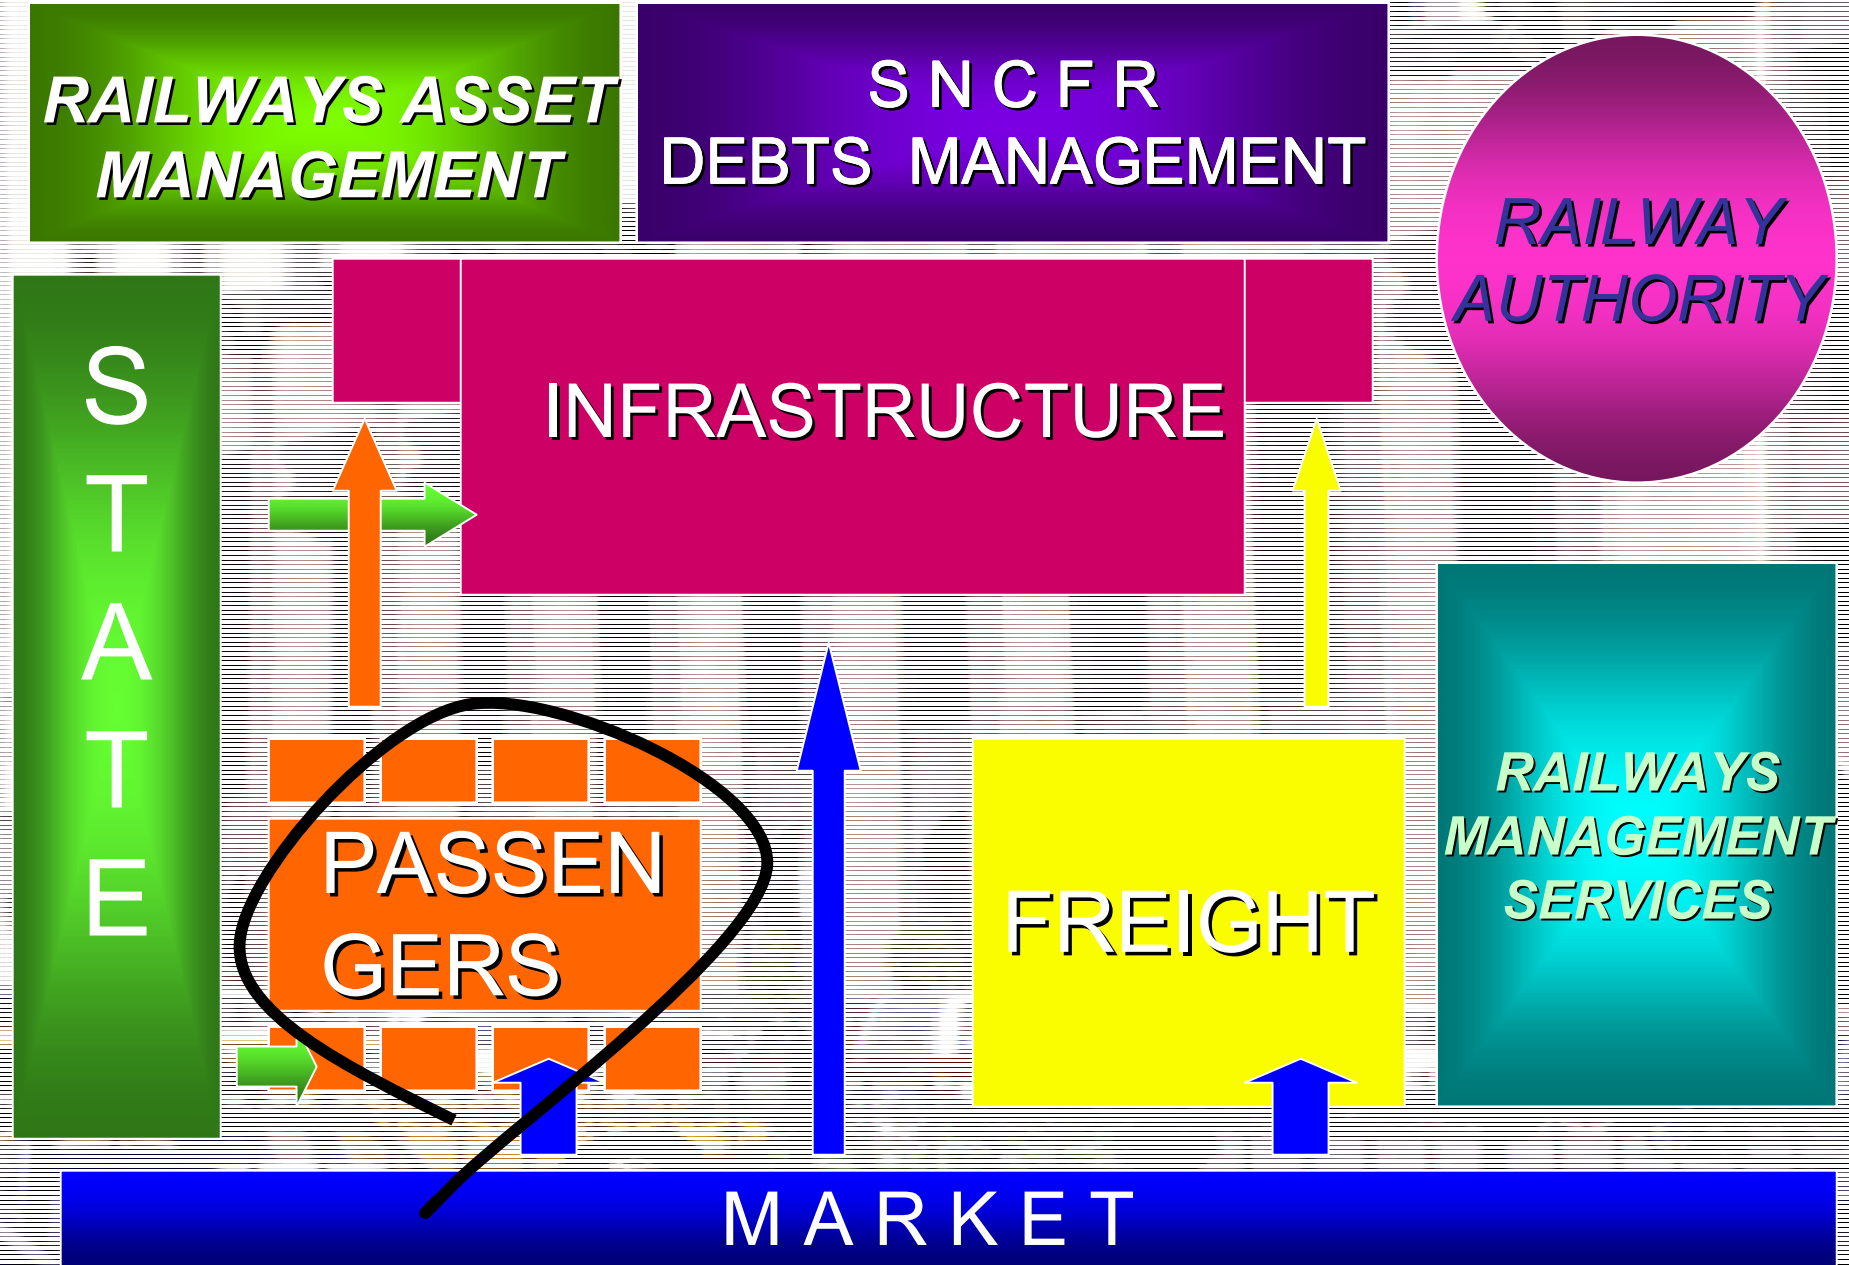 RAILWAYS ASSET
MANAGEMENT
S N C F R
DEBTS MANAGEMENT
RAILWAY
AUTHORITY
S
T
A
T
E
INFRASTRUCTURE
PASSEN
GERS
FREIGHT
RAILWAYS
MANAGEMENT
SERVICES
M A R K E T